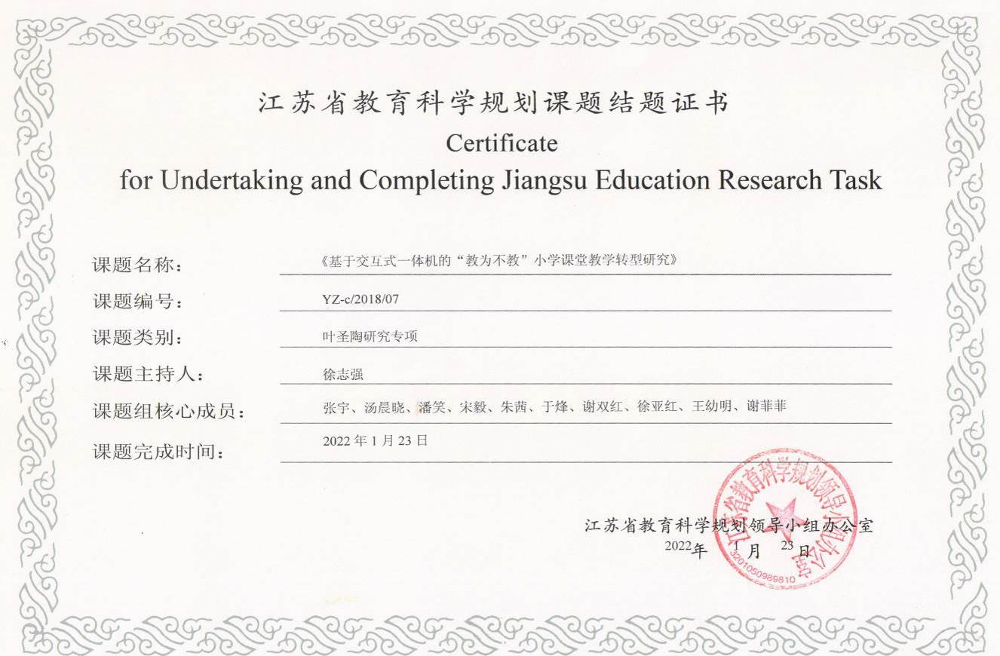 江苏省教育科学规划课题结题证书
Certificate
for Undertaking and Completing Jiangsu Education Research Task
课题名称： 《基于交互式一体机的“教为不教”小学课堂教学转型研究》
课题编号： YZ-c/2018/07
课题类别： 叶圣陶研究专项
课题主持人： 徐志强
课题组核心成员： 张宇、汤晨晓、潘笑、宋毅、朱茜、于烽、谢双红、徐亚红、王幼明、谢菲菲
课题完成时间： 2022 年 1 月 23 日
江苏省教育科学规划领导小组办公室
2022年 1 月 23 日
江苏省教育科学规划领导小组办公室
3201050989810